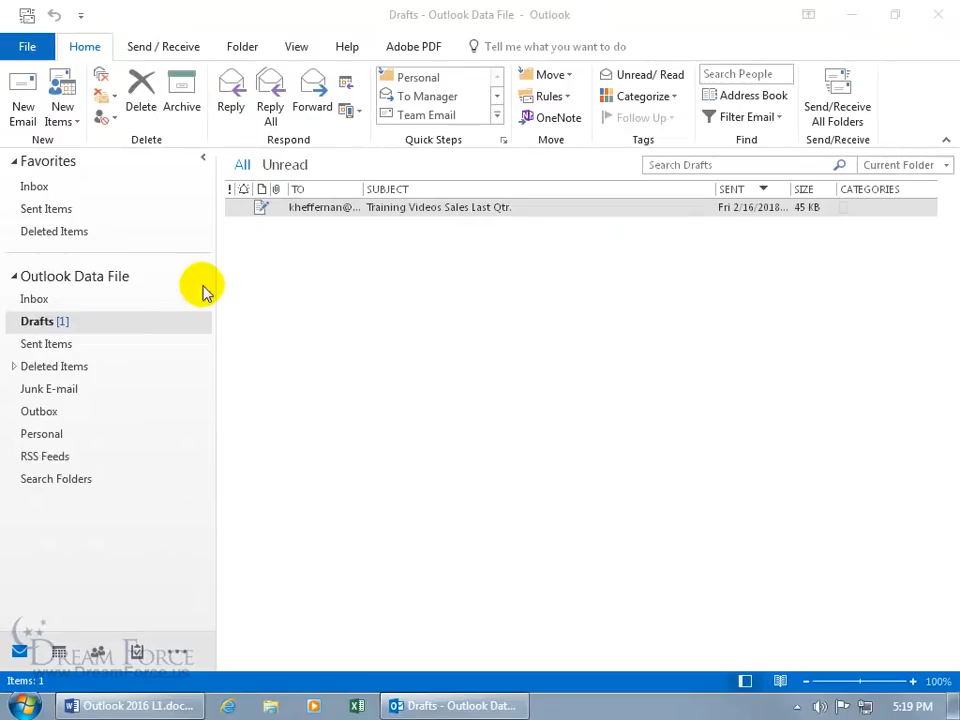 Drafts - Outlook Data File - Outlook
File Home Send / Receive Folder View Help Adobe PDF Tell me what you want to do
New Email
New Items
Delete
Archive
Reply
Reply All
Forward
Personal
To Manager
Team Email
Move
Rules
OneNote
Unread/ Read
Categorize
Follow Up
Search People
Address Book
Filter Email
Send/Receive All Folders
New Delete Respond Quick Steps Move Tags Find Send/Receive
Favorites
Inbox
Sent Items
Deleted Items
Outlook Data File
Inbox
Drafts [1]
Sent Items
Deleted Items
Junk E-mail
Outbox
Personal
RSS Feeds
Search Folders
All Unread
Search Drafts Current Folder
! TO SUBJECT SENT SIZE CATEGORIES
kheffernan@... Training Videos Sales Last Qtr. Fri 2/16/2018... 45 KB
DREAM FORCE
www.DreamForce.us
Items: 1
100%
Outlook 2016 L1.doc...
Drafts - Outlook Dat...
5:19 PM